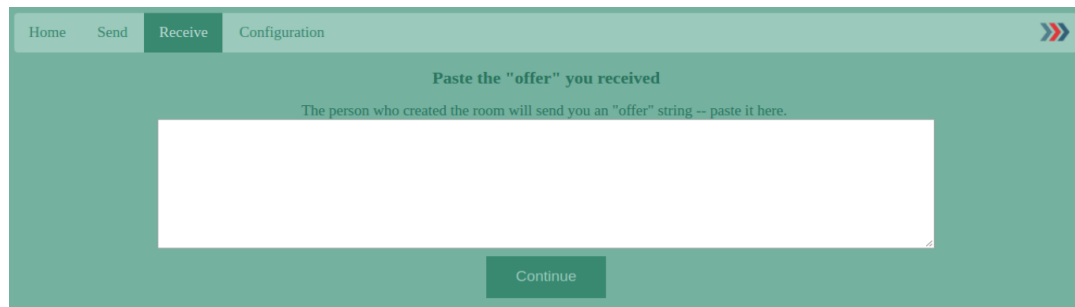 Home Send Receive Configuration
Paste the "offer" you received
The person who created the room will send you an "offer" string -- paste it here.
Continue